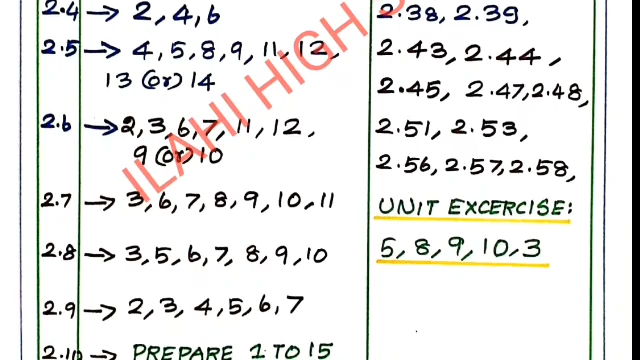 2.4 → 2, 4, 6
2.5 → 4, 5, 8, 9, 11, 12,
13 (or) 14
2.6 → 2, 3, 6, 7, 11, 12,
9 (or) 10
2.7 → 3, 6, 7, 8, 9, 10, 11
2.8 → 3, 5, 6, 7, 8, 9, 10
2.9 → 2, 3, 4, 5, 6, 7
2.10 → PREPARE 1 TO 15
2.38, 2.39,
2.43, 2.44,
2.45, 2.47, 2.48,
2.51, 2.53,
2.56, 2.57, 2.58,
UNIT EXCERCISE:
5, 8, 9, 10, 3
ILAHI HIGH S